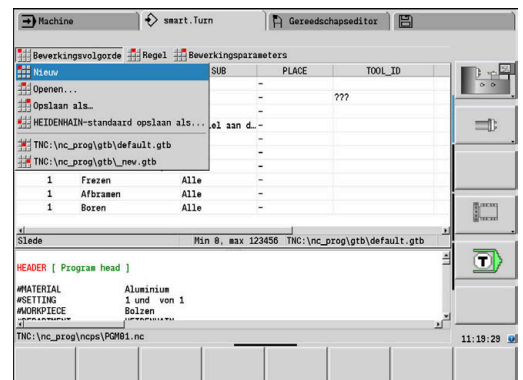 Machine smart.Turn Gereedschapseditor
Bewerkingsvolgorde Regel Bewerkingsparameters
Nieuw SUB PLACE TOOL_ID
Openen... –
Opslaan als… – ???
HEIDENHAIN-standaard opslaan als... el aan d… –
TNC:\nc_prog\gtb\default.gtb –
TNC:\nc_prog\gtb\_new.gtb –
1 Frezen Alle –
1 Afbramen Alle –
1 Boren Alle –
Slede Min 0, max 123456 TNC:\nc_prog\gtb\default.gtb
HEADER [ Program head ]
#MATERIAL Aluminium
#SETTING 1 und von 1
#WORKPIECE Bolzen
TNC:\nc_prog\ncps\PGM01.nc
T
11:19:29